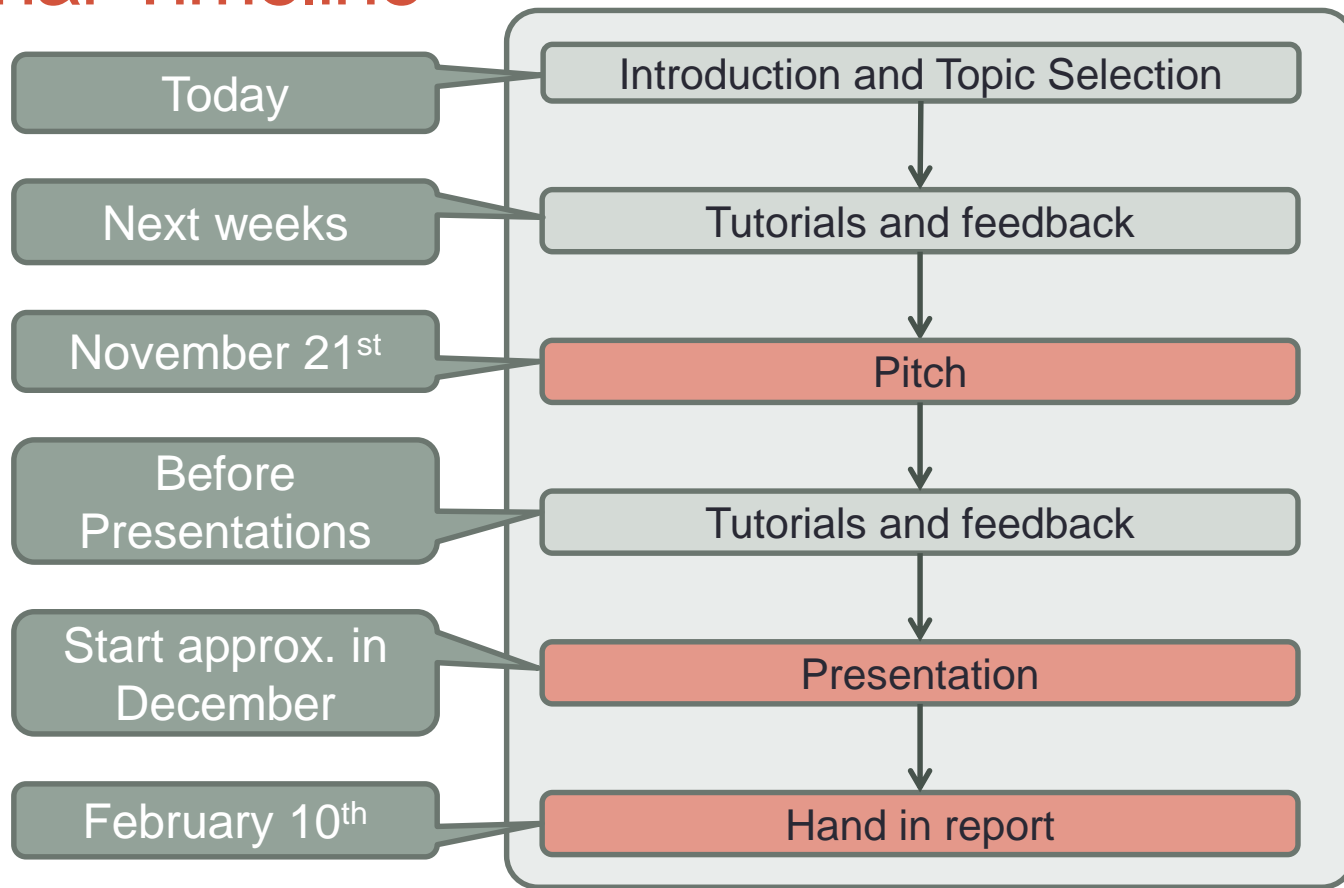 Timeline
Today
Introduction and Topic Selection
Next weeks
Tutorials and feedback
November 21st
Pitch
Before
Presentations
Tutorials and feedback
Start approx. in
December
Presentation
February 10th
Hand in report